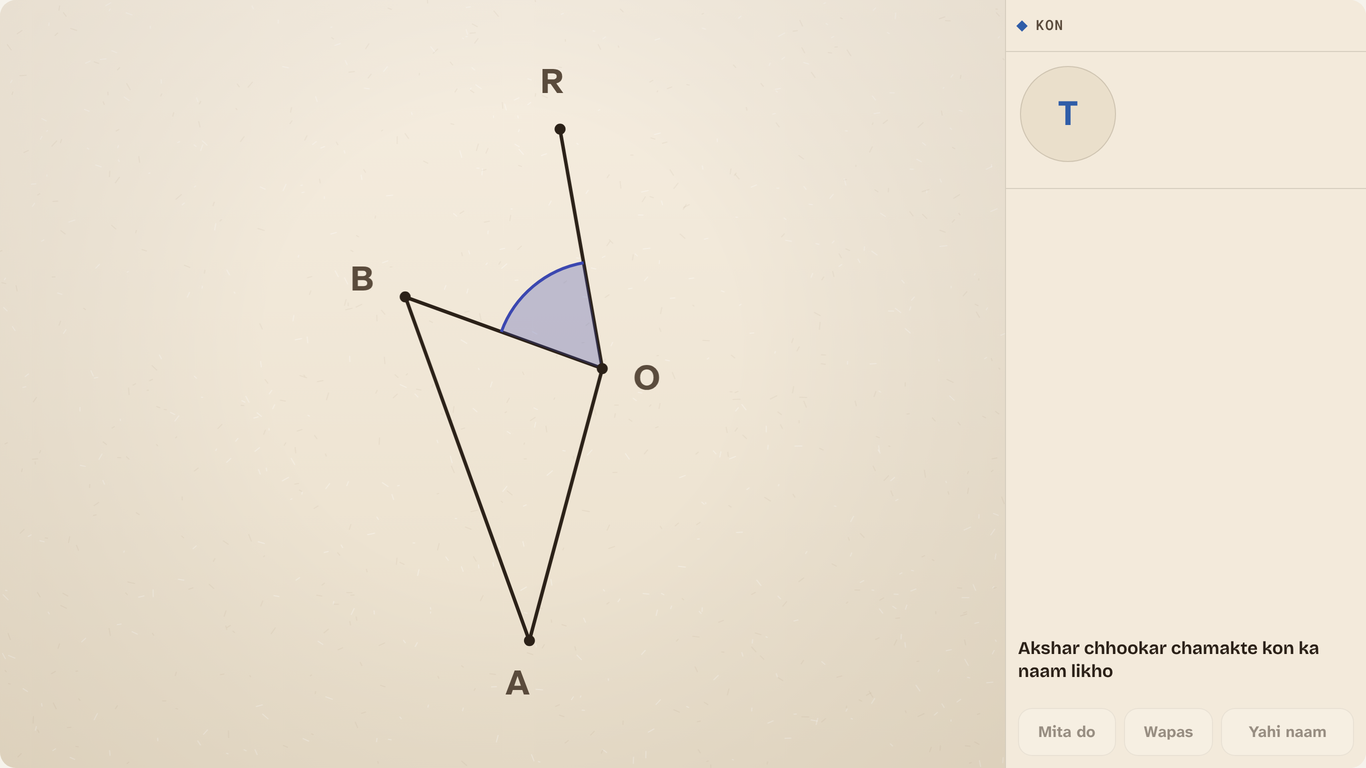 R
B
O
A
KON
T
Akshar chhookar chamakte kon ka
naam likho
Mita do
Wapas
Yahi naam